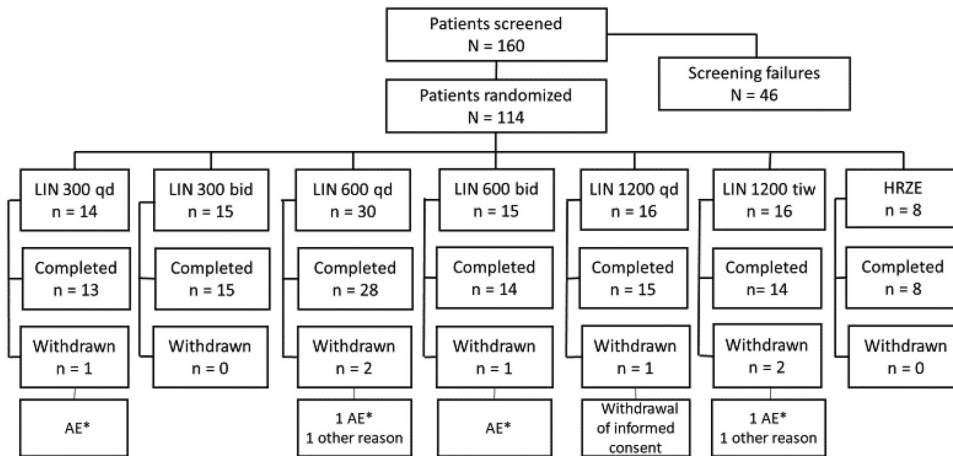 Patients screened
N = 160
Screening failures
N = 46
Patients randomized
N = 114
LIN 300 qd
n = 14
LIN 300 bid
n = 15
LIN 600 qd
n = 30
LIN 600 bid
n = 15
LIN 1200 qd
n = 16
LIN 1200 tiw
n = 16
HRZE
n = 8
Completed
n = 13
Completed
n = 15
Completed
n = 28
Completed
n = 14
Completed
n = 15
Completed
n= 14
Completed
n = 8
Withdrawn
n = 1
Withdrawn
n = 0
Withdrawn
n = 2
Withdrawn
n = 1
Withdrawn
n = 1
Withdrawn
n = 2
Withdrawn
n = 0
AE*
1 AE*
1 other reason
AE*
Withdrawal
of informed
consent
1 AE*
1 other reason